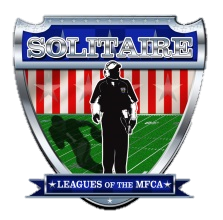 SOLITAIRE
LEAGUES OF THE MFCA